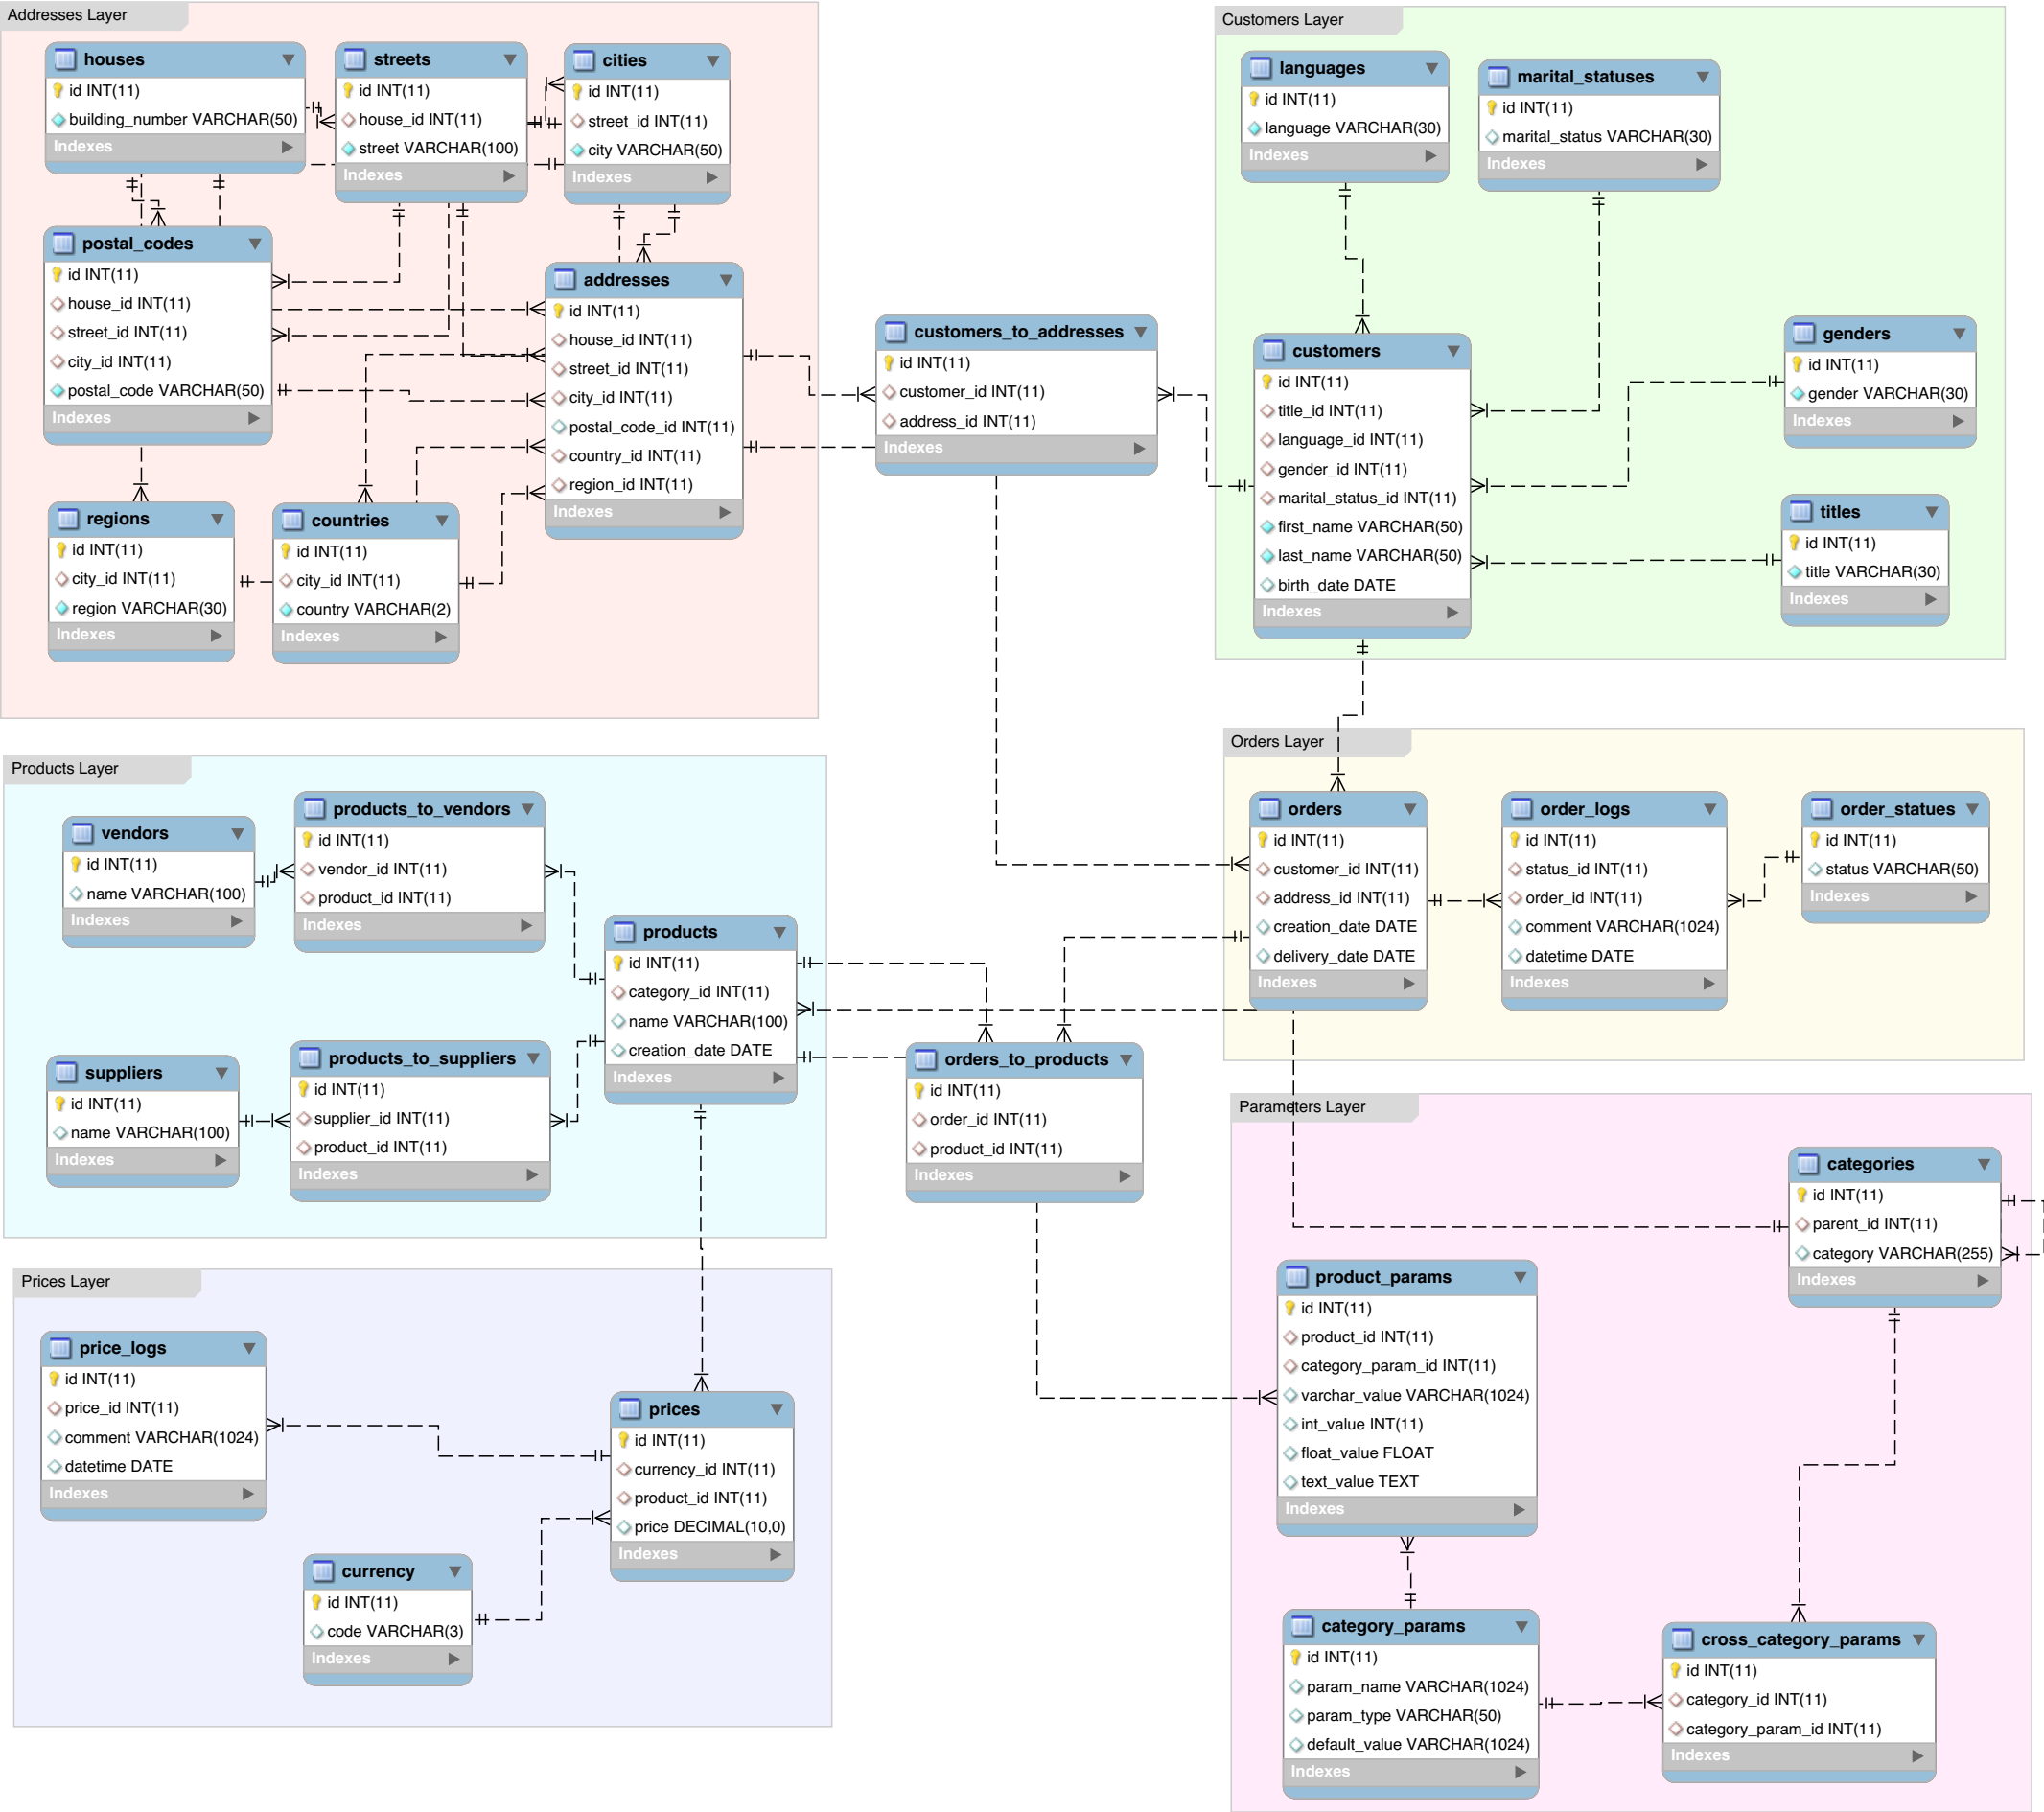 Addresses Layer
houses
id INT(11)
building_number VARCHAR(50)
Indexes
streets
id INT(11)
house_id INT(11)
street VARCHAR(100)
Indexes
cities
id INT(11)
street_id INT(11)
city VARCHAR(50)
Indexes
postal_codes
id INT(11)
house_id INT(11)
street_id INT(11)
city_id INT(11)
postal_code VARCHAR(50)
Indexes
addresses
id INT(11)
house_id INT(11)
street_id INT(11)
city_id INT(11)
postal_code_id INT(11)
country_id INT(11)
region_id INT(11)
Indexes
regions
id INT(11)
city_id INT(11)
region VARCHAR(30)
Indexes
countries
id INT(11)
city_id INT(11)
country VARCHAR(2)
Indexes
customers_to_addresses
id INT(11)
customer_id INT(11)
address_id INT(11)
Indexes
Customers Layer
languages
id INT(11)
language VARCHAR(30)
Indexes
marital_statuses
id INT(11)
marital_status VARCHAR(30)
Indexes
customers
id INT(11)
title_id INT(11)
language_id INT(11)
gender_id INT(11)
marital_status_id INT(11)
first_name VARCHAR(50)
last_name VARCHAR(50)
birth_date DATE
Indexes
genders
id INT(11)
gender VARCHAR(30)
Indexes
titles
id INT(11)
title VARCHAR(30)
Indexes
Products Layer
vendors
id INT(11)
name VARCHAR(100)
Indexes
products_to_vendors
id INT(11)
vendor_id INT(11)
product_id INT(11)
Indexes
products
id INT(11)
category_id INT(11)
name VARCHAR(100)
creation_date DATE
Indexes
suppliers
id INT(11)
name VARCHAR(100)
Indexes
products_to_suppliers
id INT(11)
supplier_id INT(11)
product_id INT(11)
Indexes
orders_to_products
id INT(11)
order_id INT(11)
product_id INT(11)
Indexes
Orders Layer
orders
id INT(11)
customer_id INT(11)
address_id INT(11)
creation_date DATE
delivery_date DATE
Indexes
order_logs
id INT(11)
status_id INT(11)
order_id INT(11)
comment VARCHAR(1024)
datetime DATE
Indexes
order_statues
id INT(11)
status VARCHAR(50)
Indexes
Prices Layer
price_logs
id INT(11)
price_id INT(11)
comment VARCHAR(1024)
datetime DATE
Indexes
prices
id INT(11)
currency_id INT(11)
product_id INT(11)
price DECIMAL(10,0)
Indexes
currency
id INT(11)
code VARCHAR(3)
Indexes
Parameters Layer
categories
id INT(11)
parent_id INT(11)
category VARCHAR(255)
Indexes
product_params
id INT(11)
product_id INT(11)
category_param_id INT(11)
varchar_value VARCHAR(1024)
int_value INT(11)
float_value FLOAT
text_value TEXT
Indexes
category_params
id INT(11)
param_name VARCHAR(1024)
param_type VARCHAR(50)
default_value VARCHAR(1024)
Indexes
cross_category_params
id INT(11)
category_id INT(11)
category_param_id INT(11)
Indexes